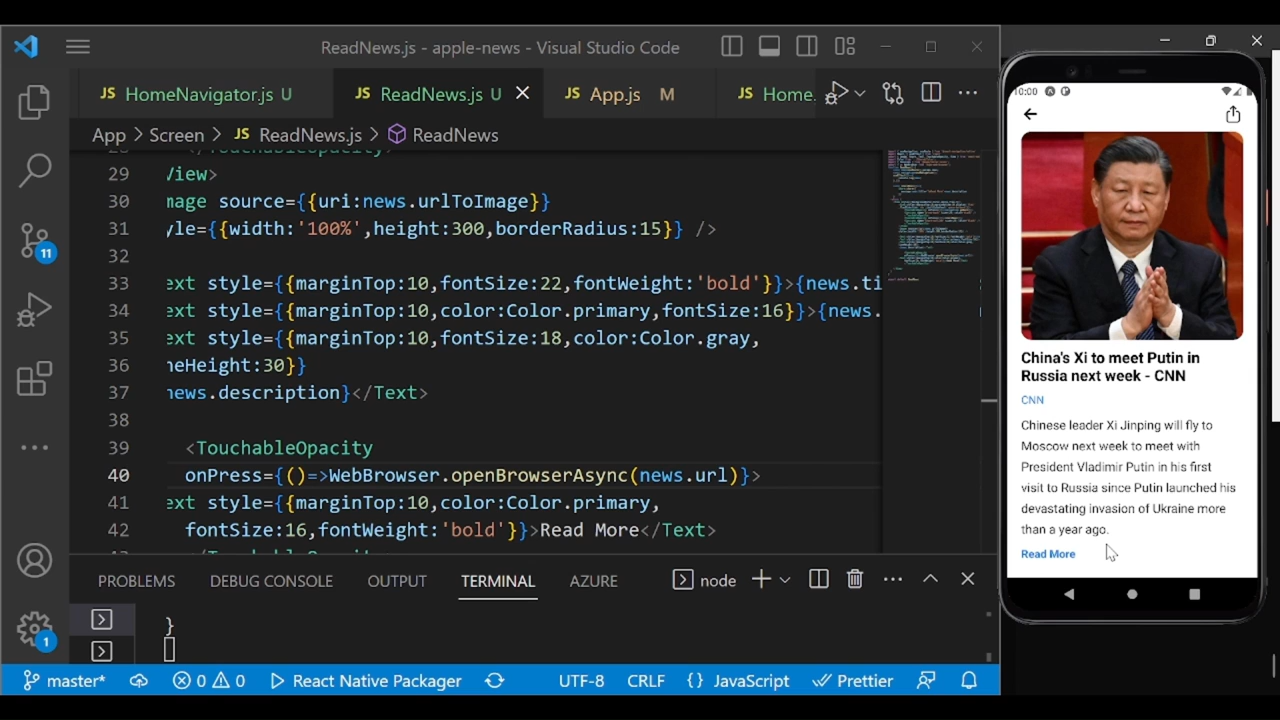 ReadNews.js - apple-news - Visual Studio Code
JS HomeNavigator.js U
JS ReadNews.js U
JS App.js M
JS Home.
App > Screen > JS ReadNews.js > ReadNews
29 View>
30 mage source={{uri:news.urlToImage}}
31 yle={{width:'100%',height:300,borderRadius:15}} />
32
33 ext style={{marginTop:10,fontSize:22,fontWeight:'bold'}}>{news.ti
34 ext style={{marginTop:10,color:Color.primary,fontSize:16}}>{news.
35 ext style={{marginTop:10,fontSize:18,color:Color.gray,
36 neHeight:30}}
37 news.description}</Text>
38
39 <TouchableOpacity
40 onPress={()=>WebBrowser.openBrowserAsync(news.url)}>
41 ext style={{marginTop:10,color:Color.primary,
42 fontSize:16,fontWeight:'bold'}}>Read More</Text>
11
1
PROBLEMS DEBUG CONSOLE OUTPUT TERMINAL AZURE node
}
master* 0 0 React Native Packager UTF-8 CRLF {} JavaScript Prettier
10:00
China's Xi to meet Putin in
Russia next week - CNN
CNN
Chinese leader Xi Jinping will fly to
Moscow next week to meet with
President Vladimir Putin in his first
visit to Russia since Putin launched his
devastating invasion of Ukraine more
than a year ago.
Read More